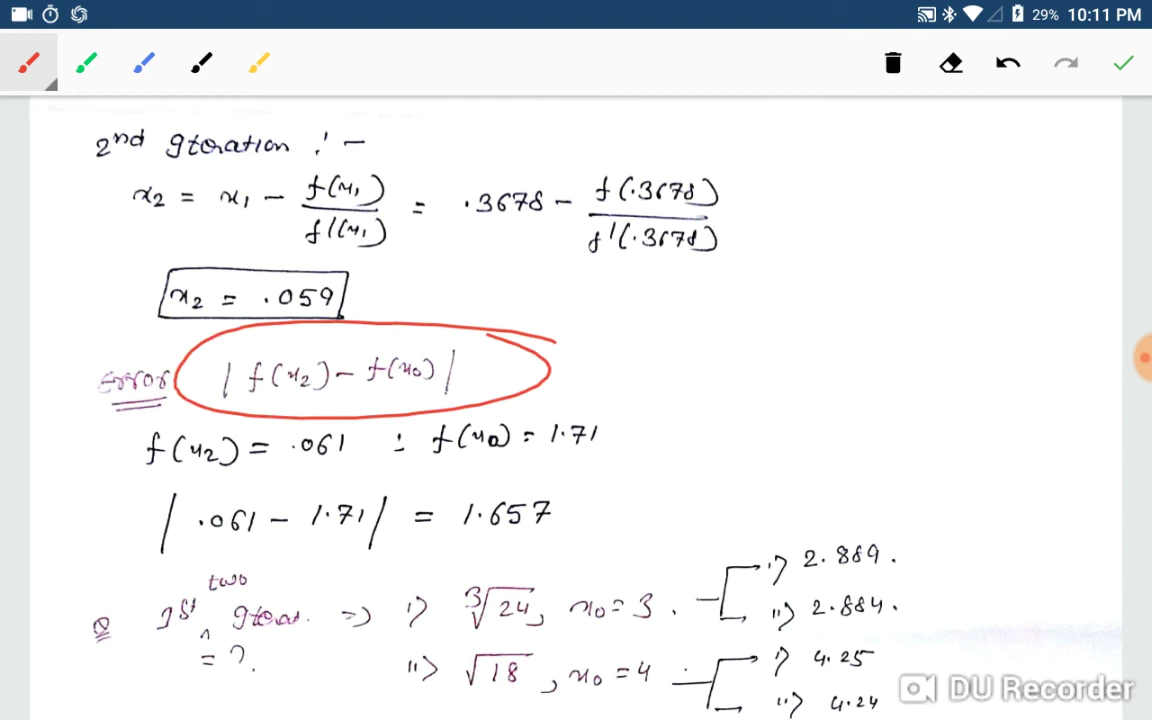 29% 10:11 PM
2nd Iteration :-
x2 = x1 - f(x1)/f'(x1) = .3678 - f(.3678)/f'(.3678)
x2 = .059
Error | f(x2) - f(x0) |
f(x2) = .061 ; f(x0) = 1.71
| .061 - 1.71 | = 1.657
Q 1st two Iterat. => i) ∛24, x0 = 3. i) 2.889.
ii) 2.884.
= ?. ii) √18, x0 = 4 i) 4.25
ii) 4.24
DU Recorder